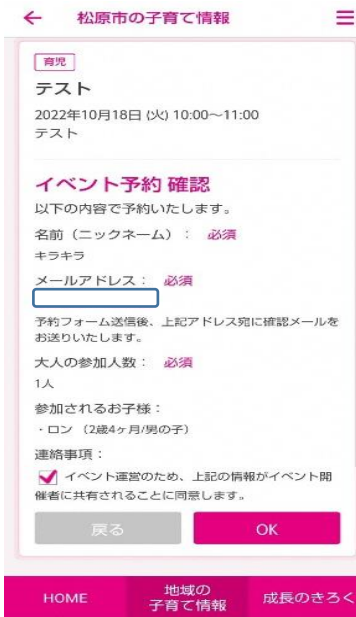 ← 松原市の子育て情報
育児
テスト
2022年10月18日 (火) 10:00～11:00
テスト
イベント予約 確認
以下の内容で予約いたします。
名前（ニックネーム）： 必須
キラキラ
メールアドレス： 必須
予約フォーム送信後、上記アドレス宛に確認メールを
お送りいたします。
大人の参加人数： 必須
1人
参加されるお子様：
・ロン （2歳4ヶ月/男の子）
連絡事項：
イベント運営のため、上記の情報がイベント開
催者に共有されることに同意します。
戻る OK
HOME 地域の
子育て情報 成長のきろく